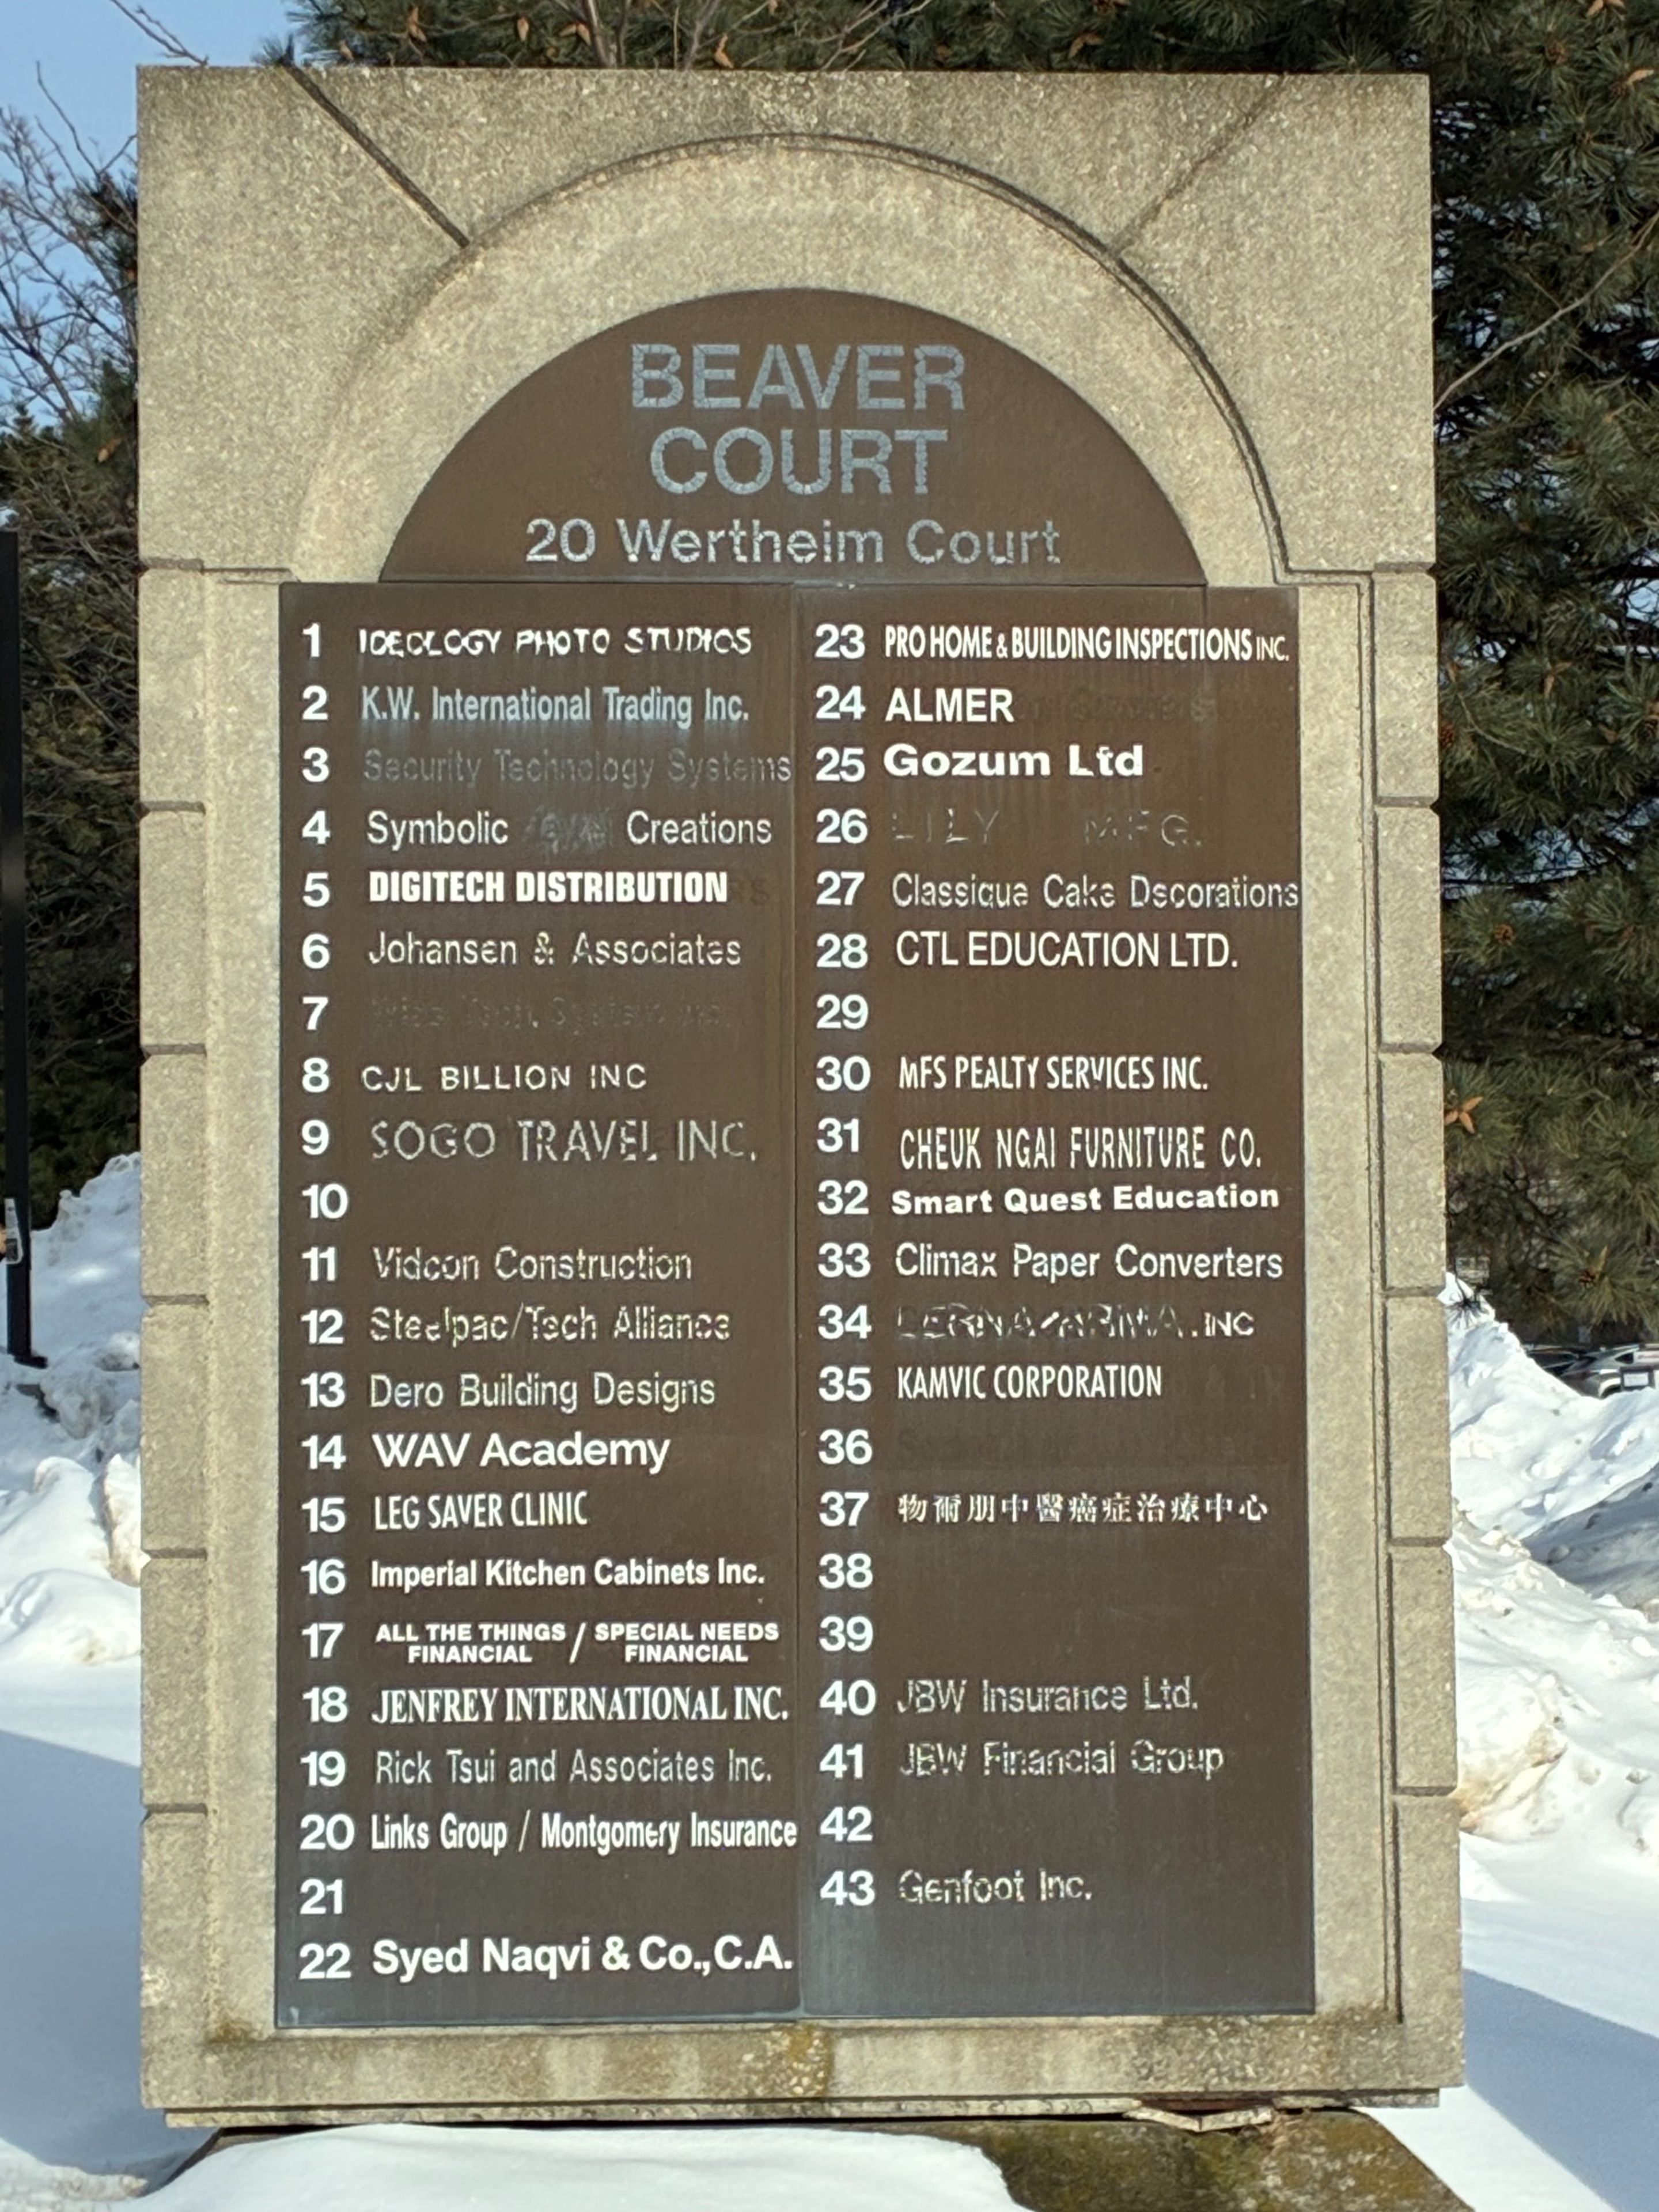 BEAVER
COURT
20 Wertheim Court
1 IDEOLOGY PHOTO STUDIOS
2 K.W. International Trading Inc.
3 Security Technology Systems
4 Symbolic Creations
5 DIGITECH DISTRIBUTION
6 Johansen & Associates
7
8 CJL BILLION INC
9 SOGO TRAVEL INC.
10
11 Vidcon Construction
12 Steelpac/Tech Alliance
13 Dero Building Designs
14 WAV Academy
15 LEG SAVER CLINIC
16 Imperial Kitchen Cabinets Inc.
17 ALL THE THINGS FINANCIAL / SPECIAL NEEDS FINANCIAL
18 JENFREY INTERNATIONAL INC.
19 Rick Tsui and Associates Inc.
20 Links Group / Montgomery Insurance
21
22 Syed Naqvi & Co.,C.A.
23 PRO HOME & BUILDING INSPECTIONS INC.
24 ALMER
25 Gozum Ltd
26 LILY MFG.
27 Classique Cake Decorations
28 CTL EDUCATION LTD.
29
30 MFS PEALTY SERVICES INC.
31 CHEUK NGAI FURNITURE CO.
32 Smart Quest Education
33 Climax Paper Converters
34 INC
35 KAMVIC CORPORATION
36
37 物爾朋中醫癌症治療中心
38
39
40 JBW Insurance Ltd.
41 JBW Financial Group
42
43 Genfoot Inc.